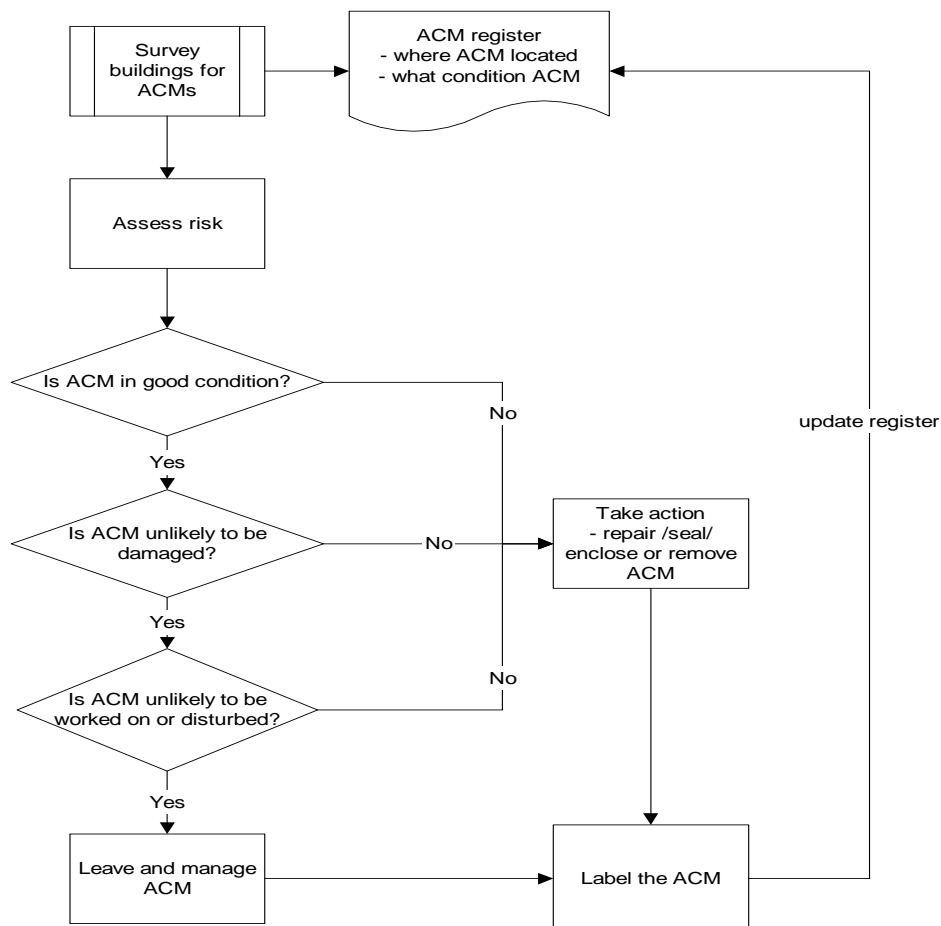 Survey
buildings for
ACMs
ACM register
- where ACM located
- what condition ACM
Assess risk
Is ACM in good condition?
No
Yes
update register
Is ACM unlikely to be
damaged?
No
Take action
- repair /seal/
enclose or remove
ACM
Yes
Is ACM unlikely to be
worked on or disturbed?
No
Yes
Leave and manage
ACM
Label the ACM